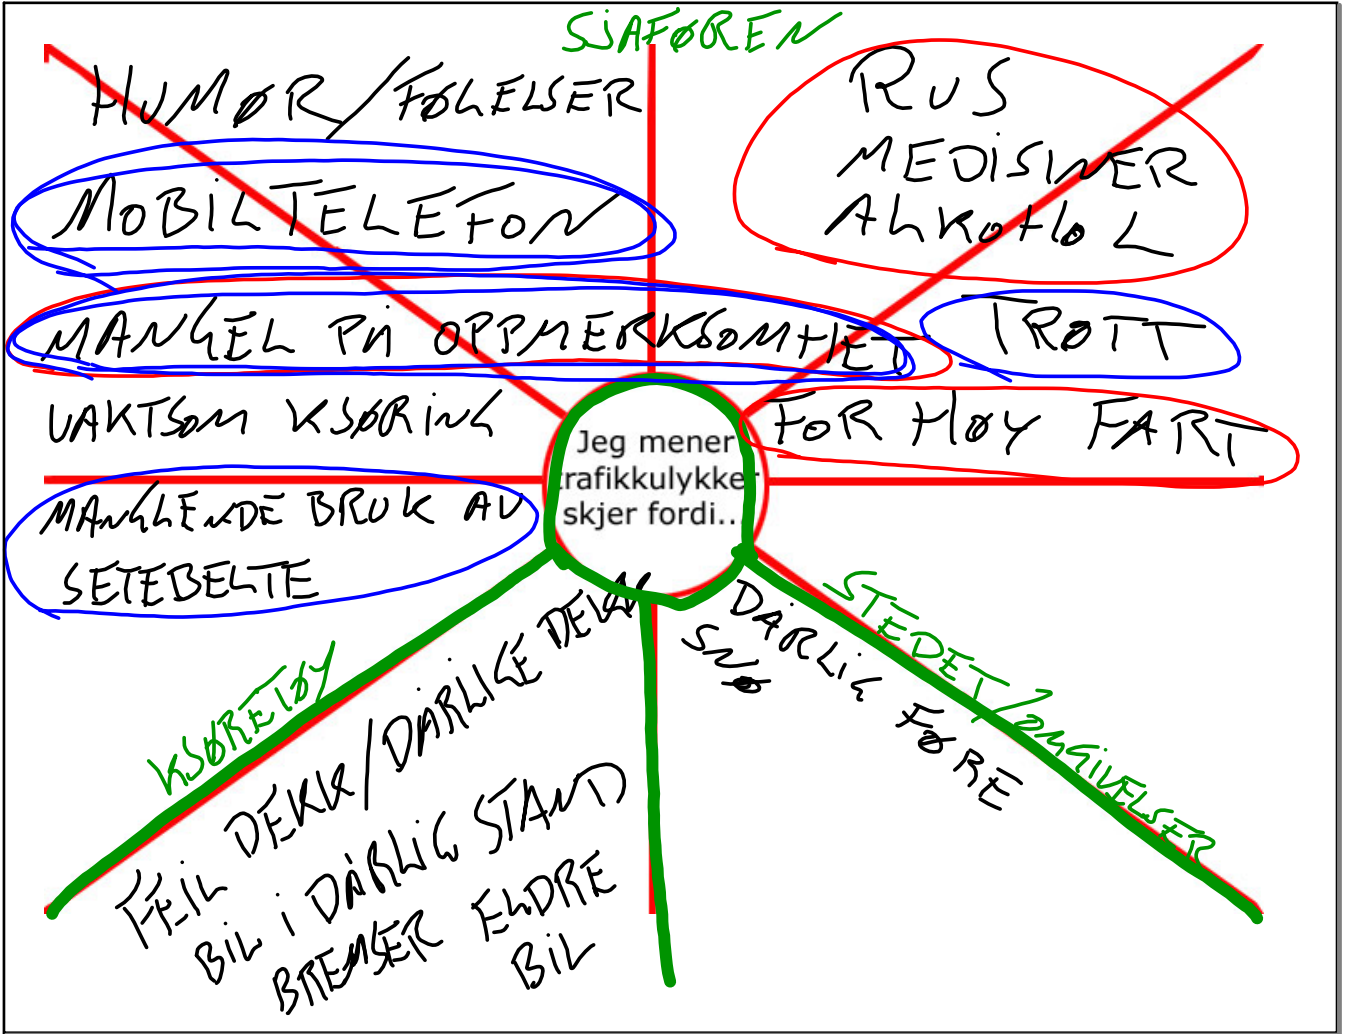 SJAFØREN
HUMØR/FØLELSER
MOBILTELEFON
MANGEL PÅ OPPMERKSOMHET
UAKTSOM KJØRING
MANGLENDE BRUK AV
SETEBELTE
RUS
MEDISINER
ALKOHOL
TRØTT
FOR HØY FART
Jeg mener
trafikkulykker
skjer fordi...
KJØRETØY
FEIL DEKK/DÅRLIGE DEKK
BIL I DÅRLIG STAND
BREMSER ELDRE
BIL
SNØ
DÅRLIG FØRE
STEDET/OMGIVELSER